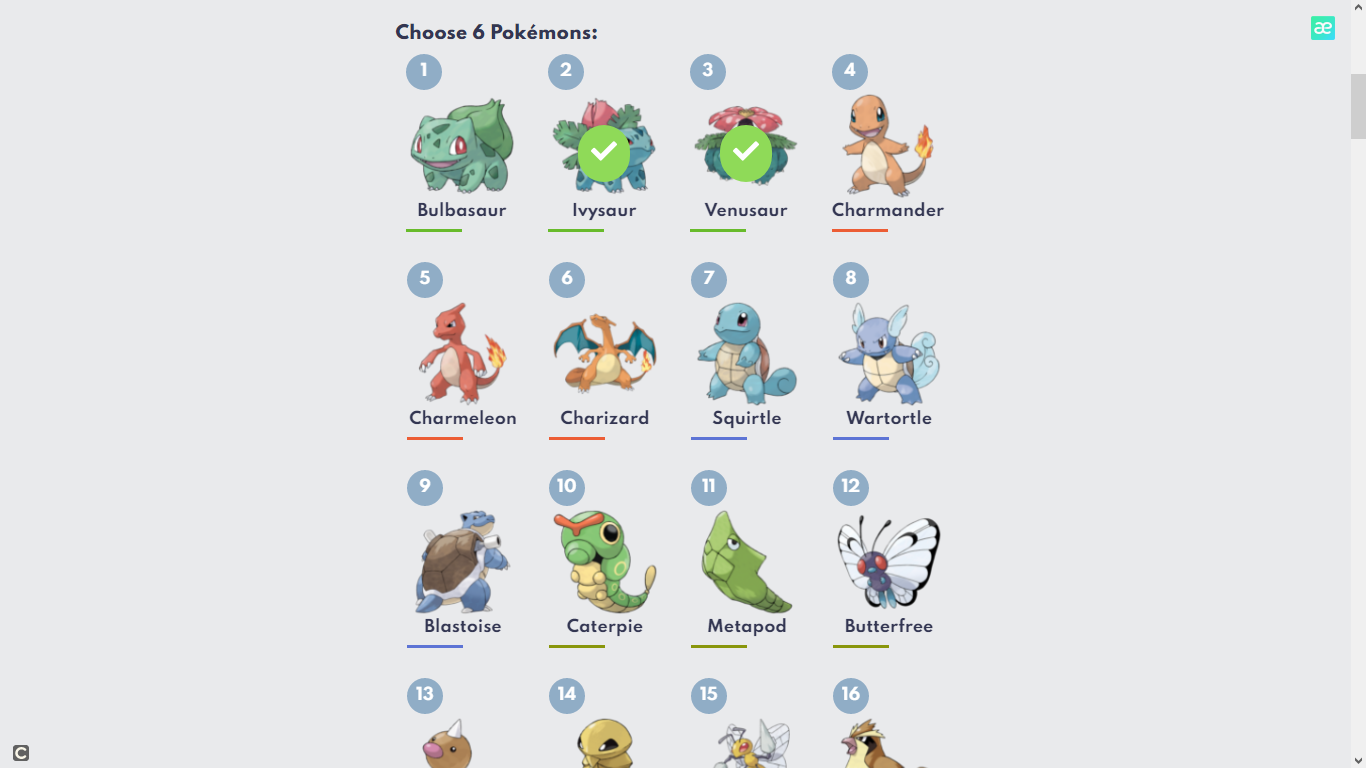 Choose 6 Pokémons:
æ
1 2 3 4
Bulbasaur Ivysaur Venusaur Charmander
5 6 7 8
Charmeleon Charizard Squirtle Wartortle
9 10 11 12
Blastoise Caterpie Metapod Butterfree
13 14 15 16
C